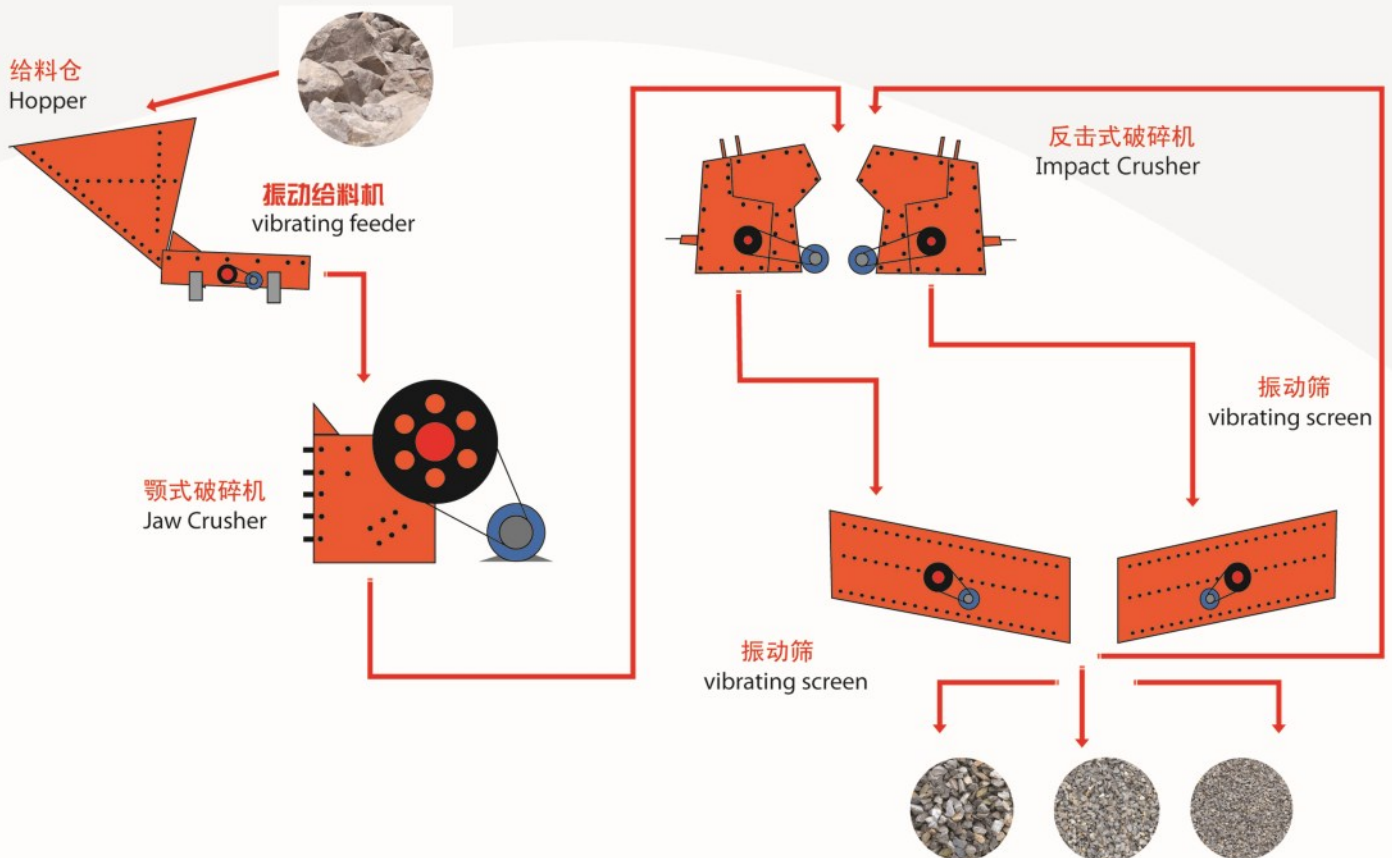 给料仓
Hopper
振动给料机
vibrating feeder
颚式破碎机
Jaw Crusher
反击式破碎机
Impact Crusher
振动筛
vibrating screen
振动筛
vibrating screen